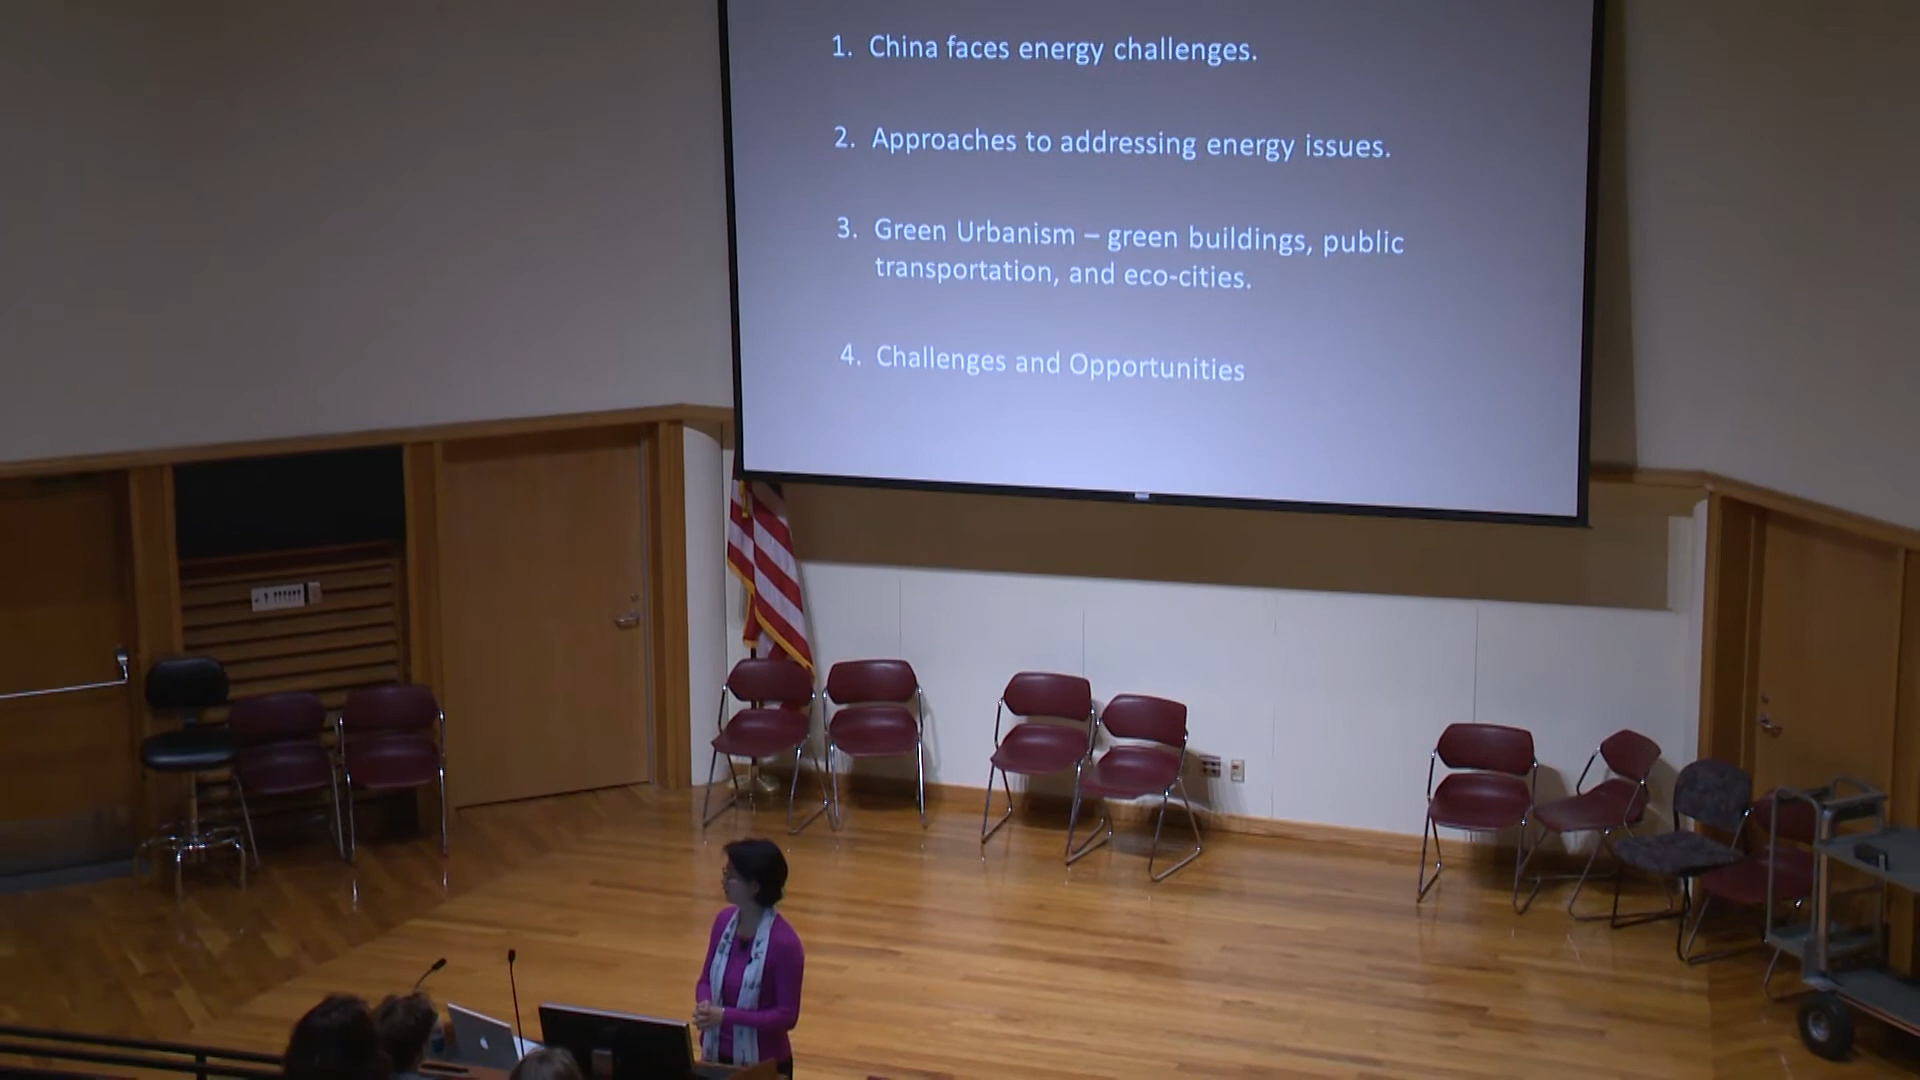 1. China faces energy challenges.
2. Approaches to addressing energy issues.
3. Green Urbanism – green buildings, public
transportation, and eco-cities.
4. Challenges and Opportunities